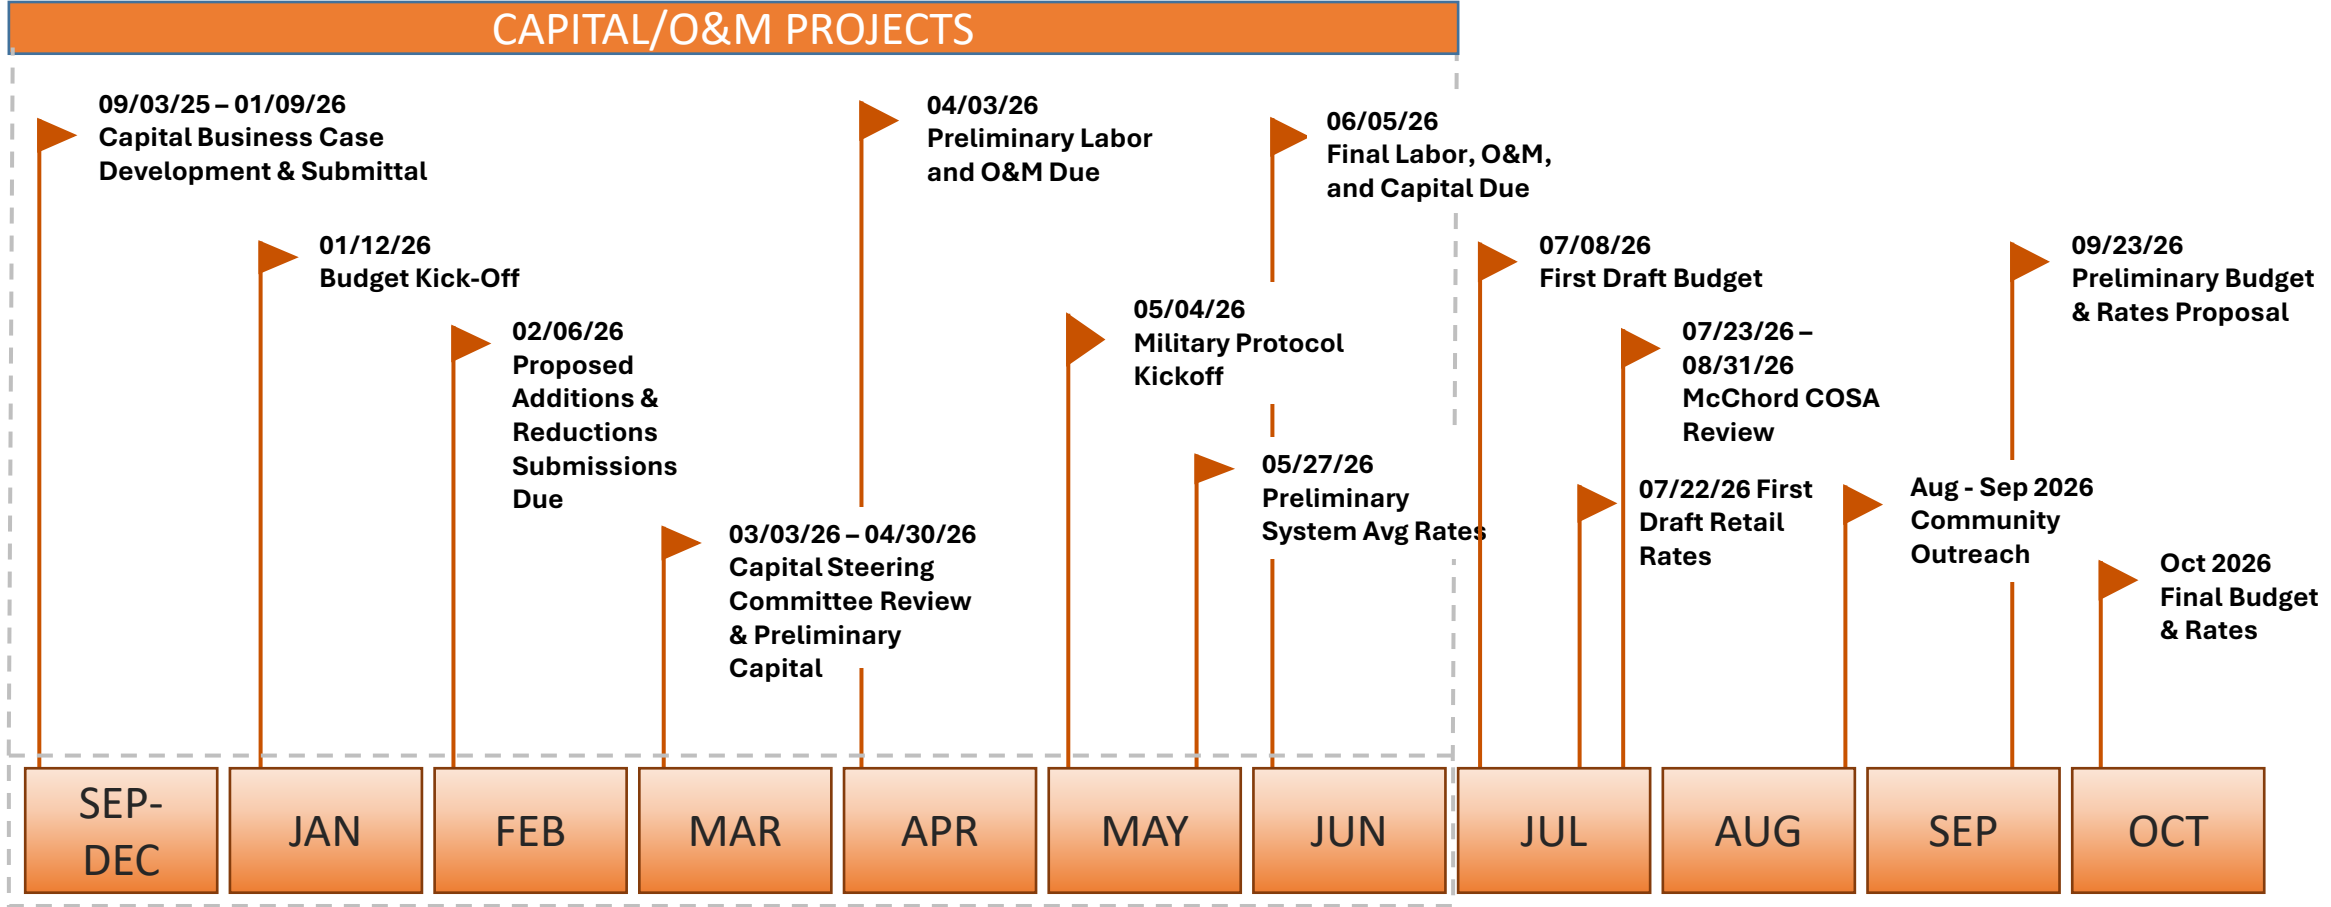 CAPITAL/O&M PROJECTS
09/03/25 – 01/09/26
Capital Business Case
Development & Submittal
01/12/26
Budget Kick-Off
02/06/26
Proposed
Additions &
Reductions
Submissions
Due
03/03/26 – 04/30/26
Capital Steering
Committee Review
& Preliminary
Capital
04/03/26
Preliminary Labor
and O&M Due
05/04/26
Military Protocol
Kickoff
05/27/26
Preliminary
System Avg Rates
06/05/26
Final Labor, O&M,
and Capital Due
07/08/26
First Draft Budget
07/22/26 First
Draft Retail
Rates
07/23/26 –
08/31/26
McChord COSA
Review
Aug - Sep 2026
Community
Outreach
09/23/26
Preliminary Budget
& Rates Proposal
Oct 2026
Final Budget
& Rates
SEP-
DEC
JAN
FEB
MAR
APR
MAY
JUN
JUL
AUG
SEP
OCT